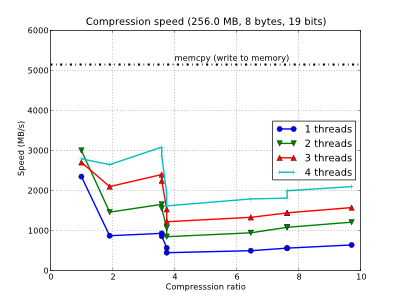 Compression speed (256.0 MB, 8 bytes, 19 bits)
6000
5000
4000
3000
2000
1000
0
Speed (MB/s)
memcpy (write to memory)
1 threads
2 threads
3 threads
4 threads
0 2 4 6 8 10
Compresssion ratio